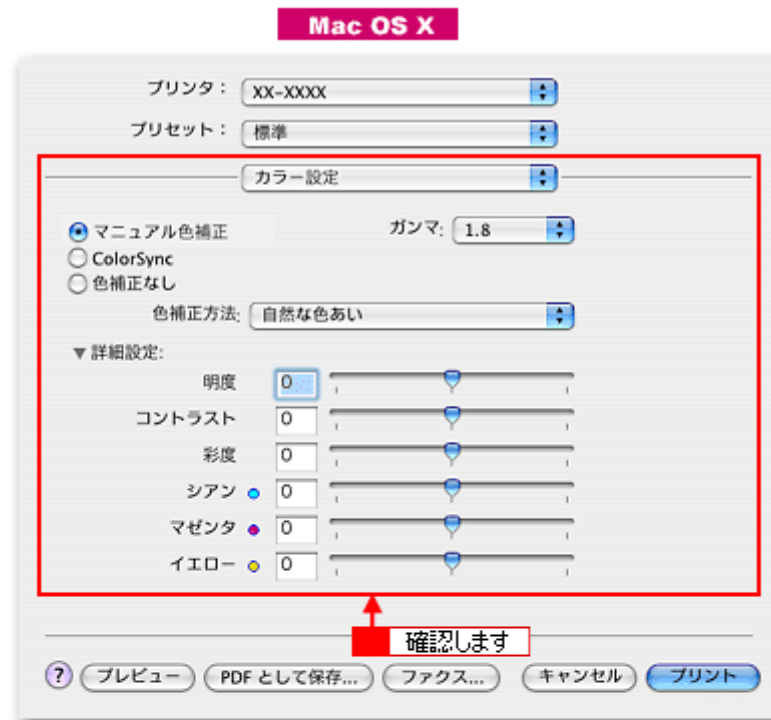 Mac OS X
プリンタ： XX-XXXX
プリセット： 標準
カラー設定
マニュアル色補正 ガンマ: 1.8
ColorSync
色補正なし
色補正方法: 自然な色あい
▼詳細設定:
明度 0
コントラスト 0
彩度 0
シアン 0
マゼンタ 0
イエロー 0
確認します
? プレビュー PDF として保存... ファクス... キャンセル プリント